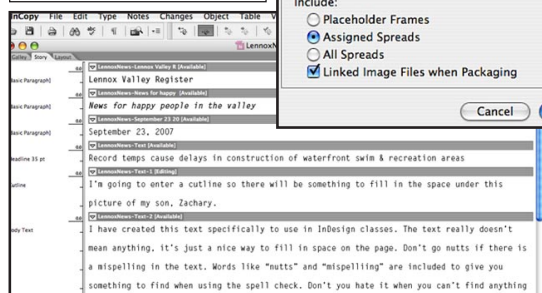 InCopy File Edit Type Notes Changes Object Table V
LennoxN
Galley Story Layout
LennoxNews-Lennox Valley R [Available]
Basic Paragraph]
Lennox Valley Register
LennoxNews-News for happy [Available]
Basic Paragraph]
News for happy people in the valley
LennoxNews-September 23 20 [Available]
Basic Paragraph]
September 23, 2007
LennoxNews-Text [Available]
eadline 35 pt
Record temps cause delays in construction of waterfront swim & recreation areas
LennoxNews-Text-1 [Editing]
utline
I'm going to enter a cutline so there will be something to fill in the space under this
picture of my son, Zachary.
LennoxNews-Text-2 [Available]
ody Text
I have created this text specifically to use in InDesign classes. The text really doesn't
mean anything, it's just a nice way to fill in space on the page. Don't go nutts if there is
a mispelling in the text. Words like "nutts" and "mispelliing" are included to give you
something to find when using the spell check. Don't you hate it when you can't find anything
Include:
Placeholder Frames
Assigned Spreads
All Spreads
Linked Image Files when Packaging
Cancel